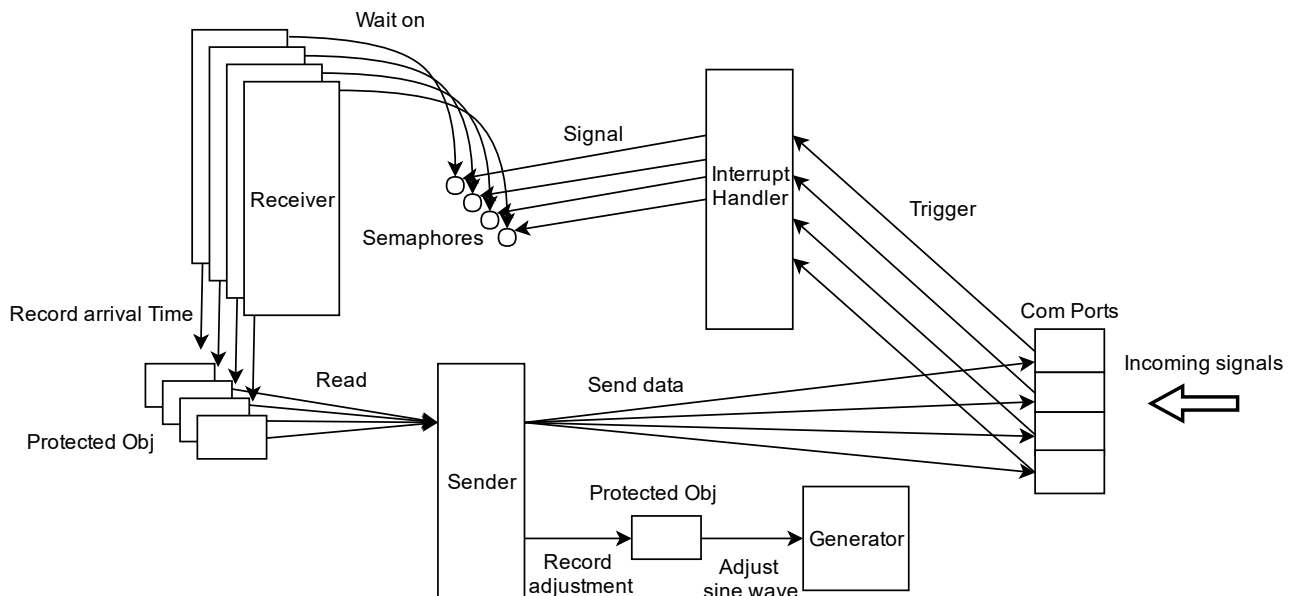 Wait on
Signal
Interrupt
Handler
Receiver
Trigger
Semaphores
Record arrival Time
Com Ports
Incoming signals
Read
Send data
Protected Obj
Sender
Protected Obj
Generator
Record
adjustment
Adjust
sine wave